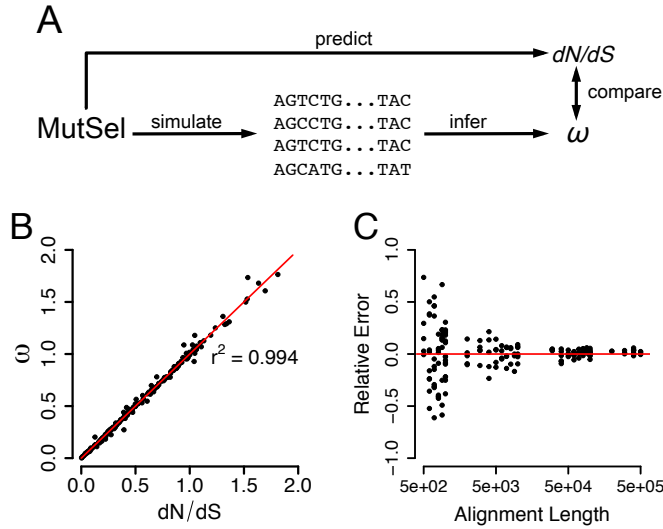 A
predict
dN/dS
MutSel
simulate
AGTCTG...TAC
AGCCTG...TAC
AGTCTG...TAC
AGCATG...TAT
infer
compare
ω
B
2.0
1.5
1.0
0.5
0.0
ω
r² = 0.994
0.0 0.5 1.0 1.5 2.0
dN/dS
C
1.0
0.5
0.0
−0.5
−1.0
Relative Error
5e+02 5e+03 5e+04 5e+05
Alignment Length